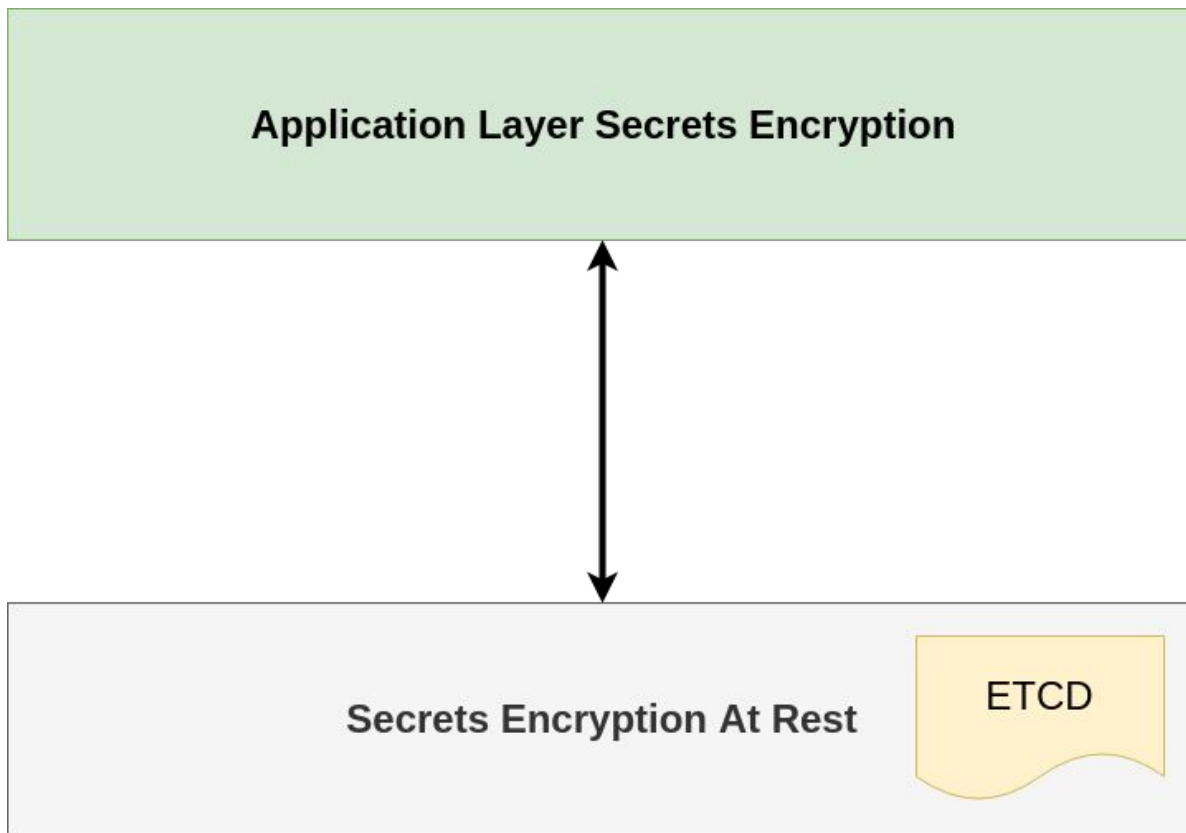 Application Layer Secrets Encryption
ETCD
Secrets Encryption At Rest